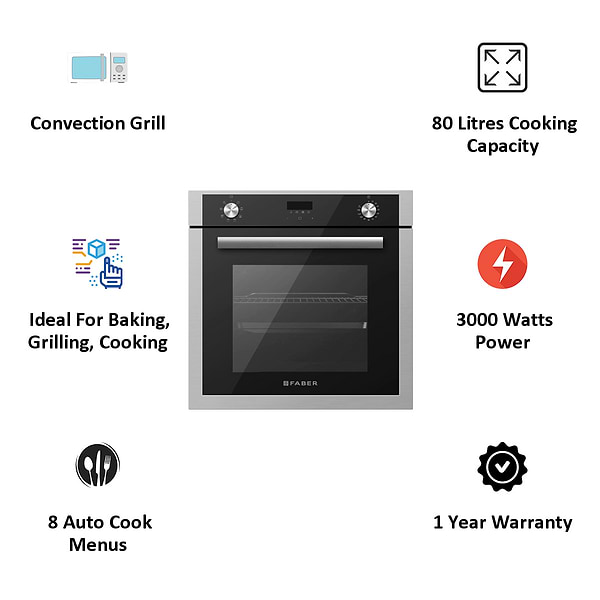 Convection Grill
80 Litres Cooking
Capacity
Ideal For Baking,
Grilling, Cooking
3000 Watts
Power
FABER
8 Auto Cook
Menus
1 Year Warranty